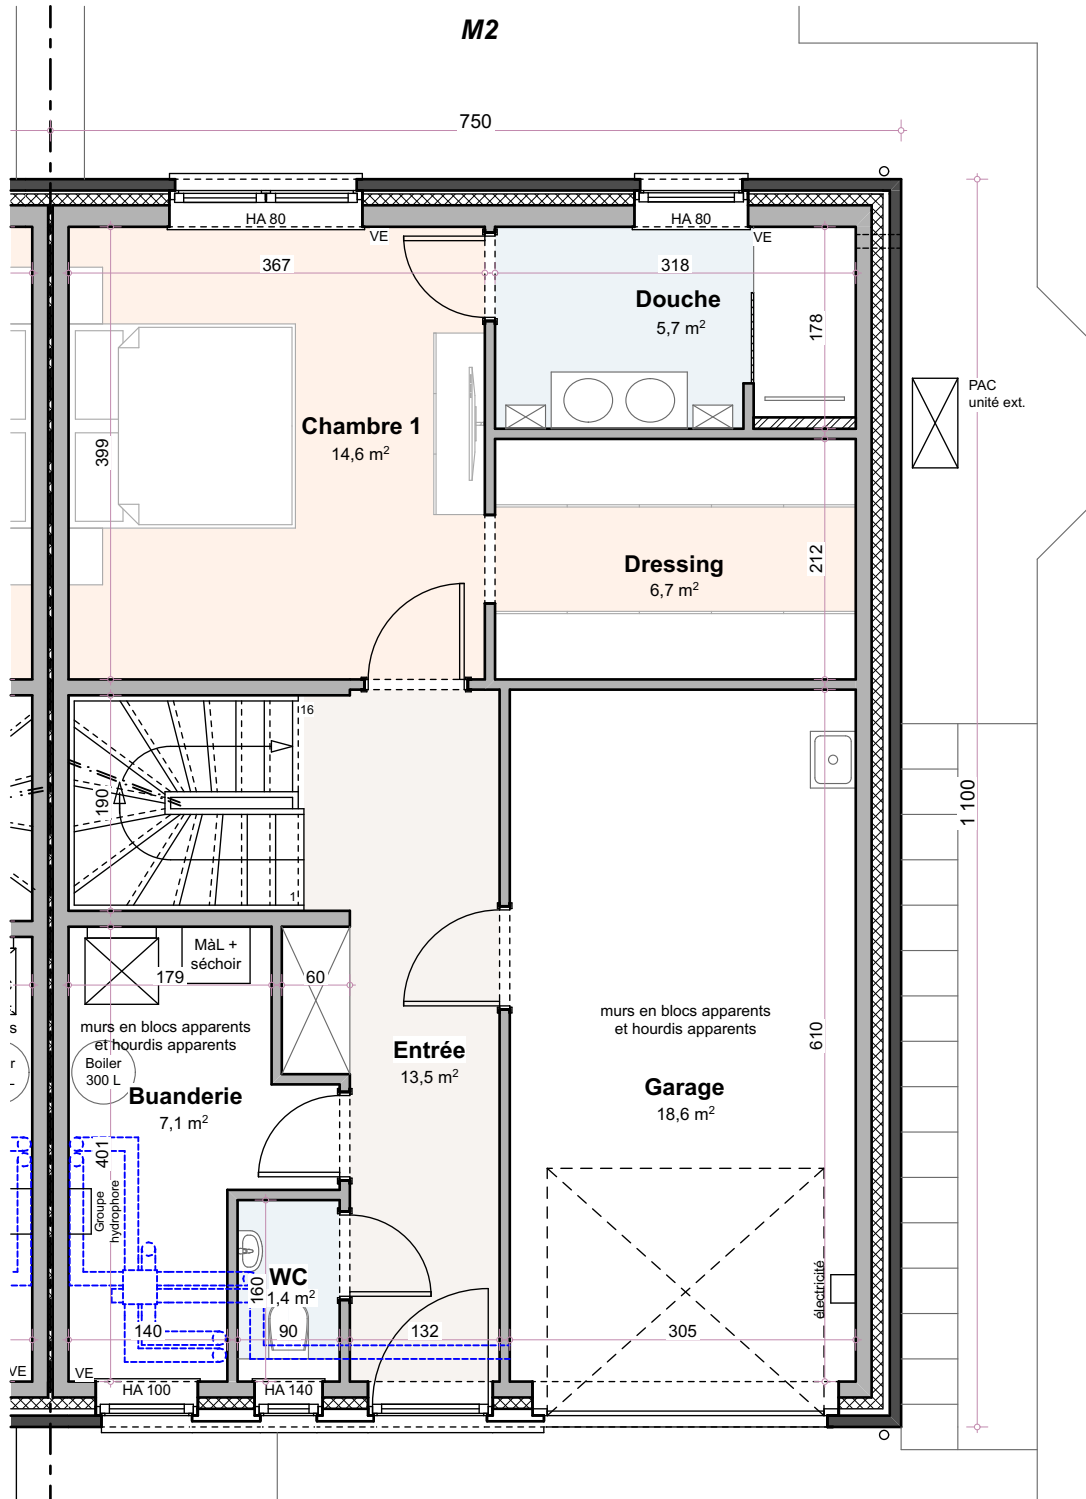 M2
750
HA 80
HA 80
VE
VE
367
318
Douche
5,7 m²
178
PAC
unité ext.
Chambre 1
14,6 m²
399
Dressing
6,7 m²
212
16
190
1 100
1
MàL +
séchoir
179
60
murs en blocs apparents
et hourdis apparents
murs en blocs apparents
et hourdis apparents
610
Boiler
300 L
Entrée
13,5 m²
Buanderie
7,1 m²
Garage
18,6 m²
401
Groupe
hydrophore
WC
1,4 m²
160
électricité
140
90
132
305
VE
VE
HA 100
HA 140